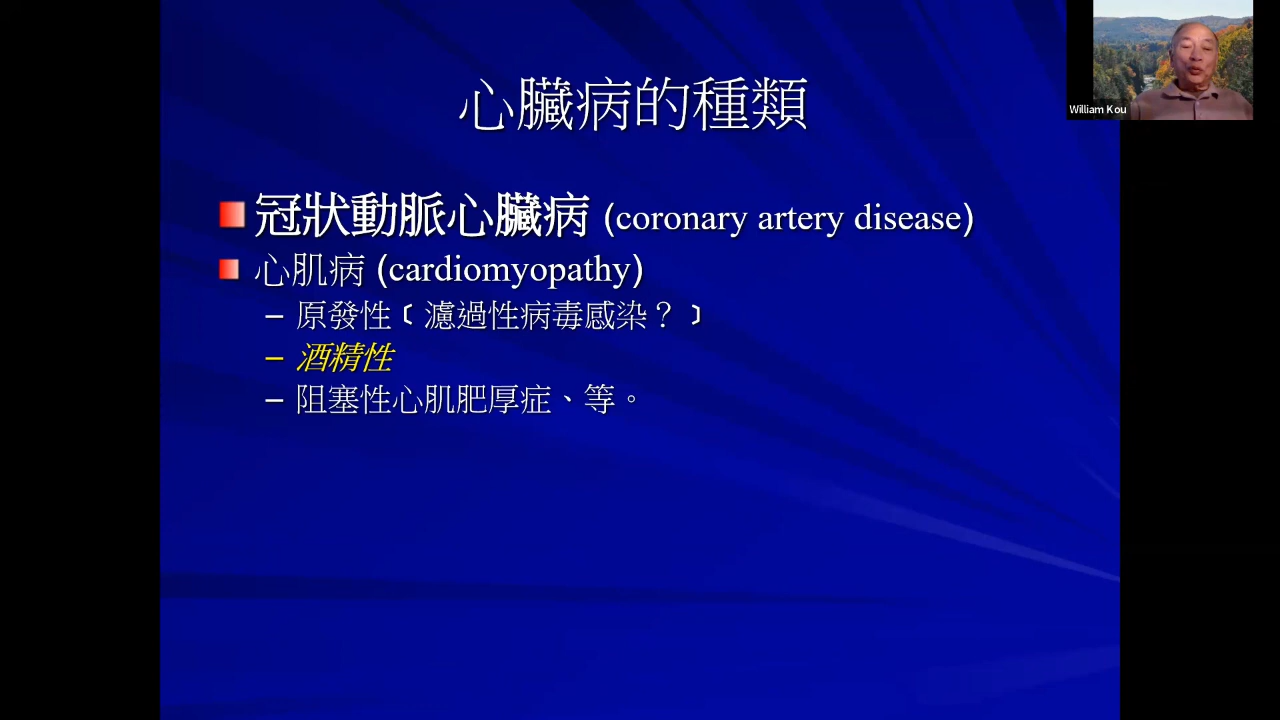 心臟病的種類
William Kou
冠狀動脈心臟病 (coronary artery disease)
心肌病 (cardiomyopathy)
– 原發性﹝濾過性病毒感染？﹞
– 酒精性
– 阻塞性心肌肥厚症、等。